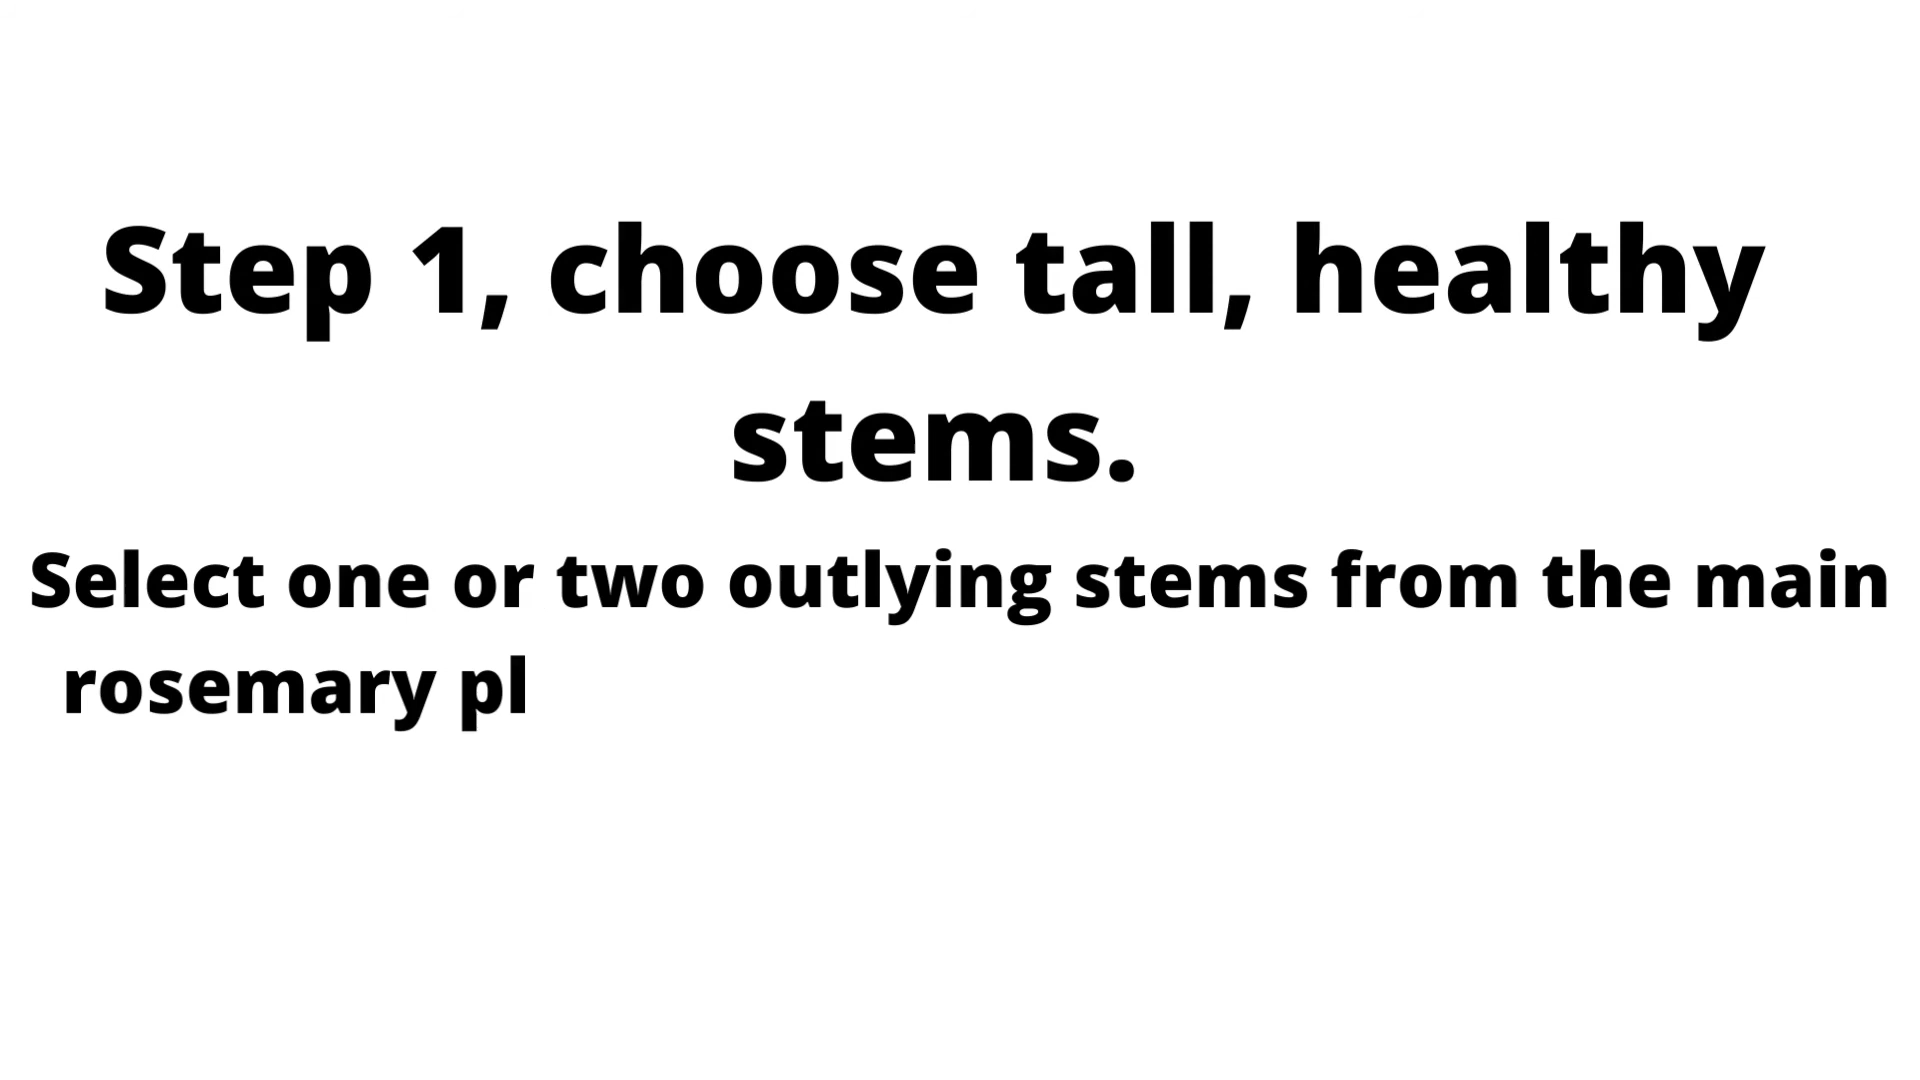 Step 1, choose tall, healthy
stems.
Select one or two outlying stems from the main
rosemary pl